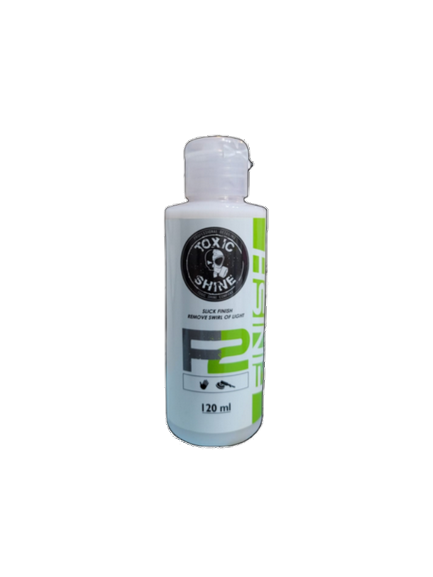 TOXIC
SHINE
SLICK FINISH
REMOVE SWIRL OF LIGHT
F2
120 ml
FINISH